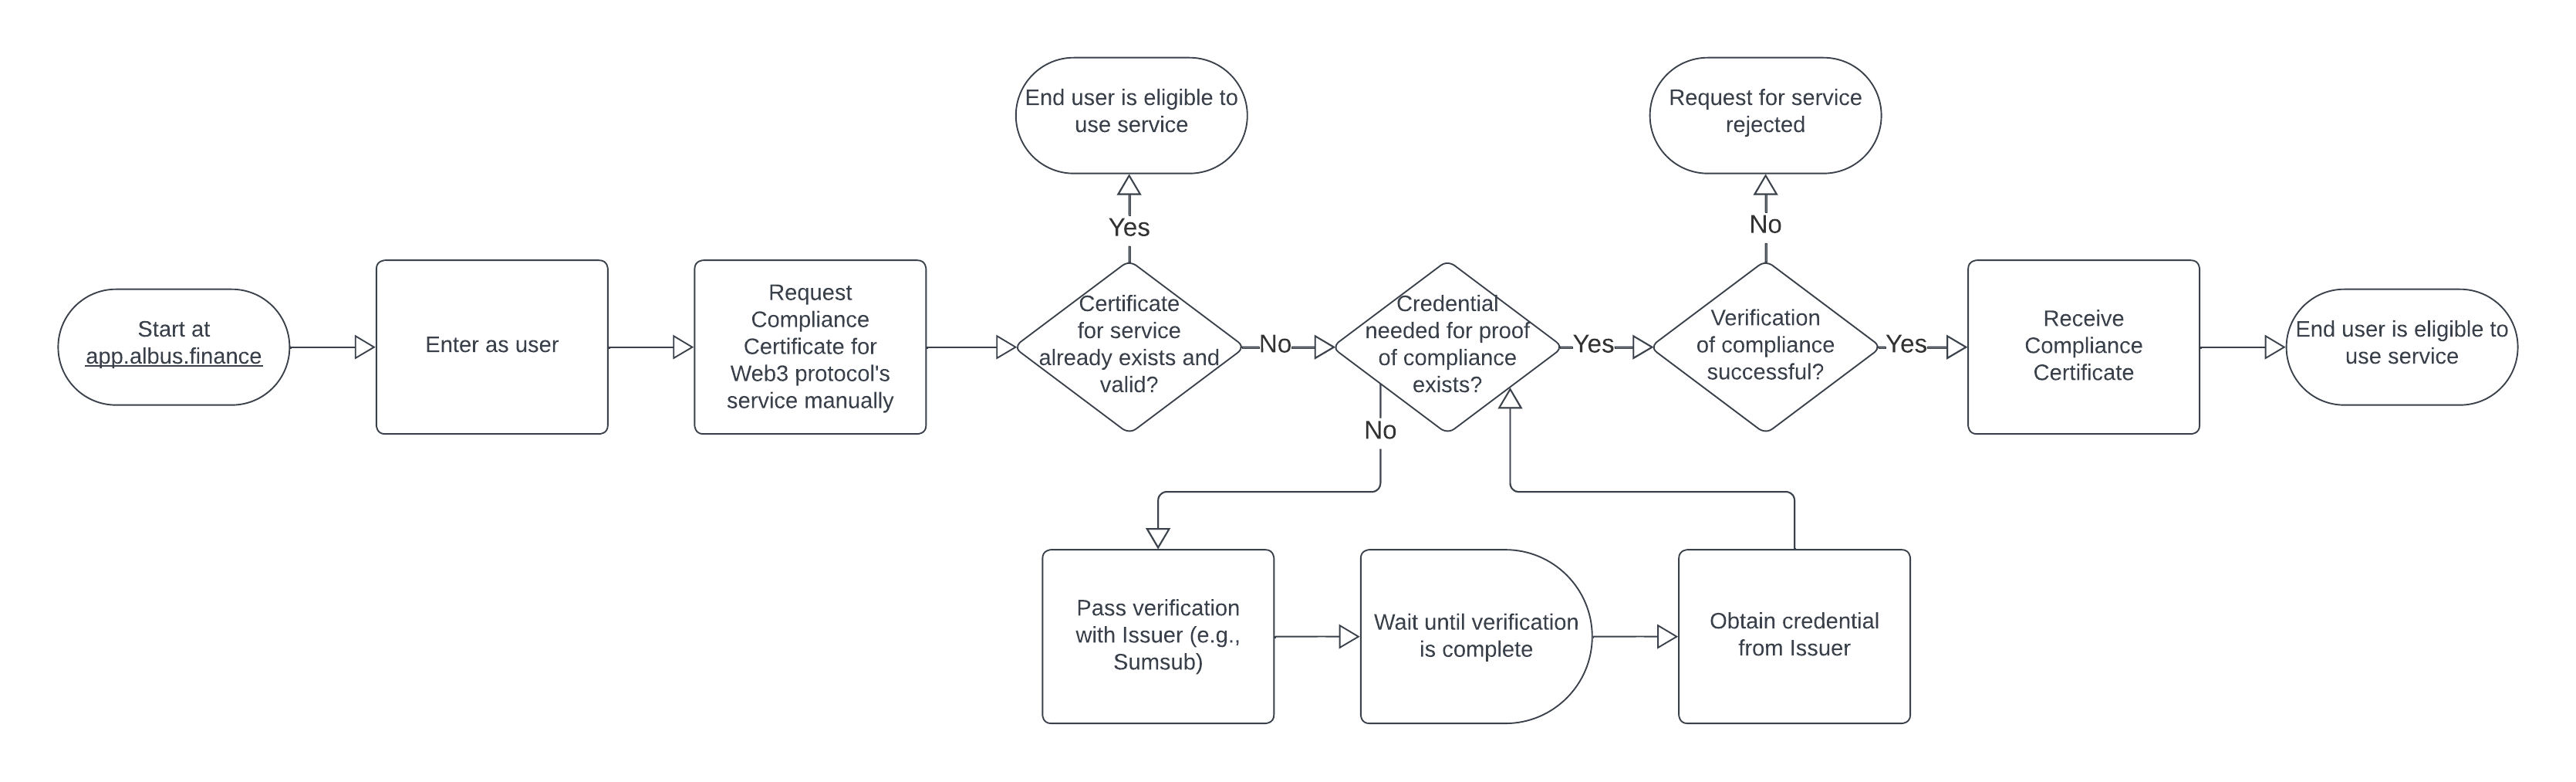 End user is eligible to
use service
Request for service
rejected
Yes
No
Start at
app.albus.finance
Enter as user
Request
Compliance
Certificate for
Web3 protocol's
service manually
Certificate
for service
already exists and
valid?
No
Credential
needed for proof
of compliance
exists?
Yes
Verification
of compliance
successful?
Yes
Receive
Compliance
Certificate
End user is eligible to
use service
No
Pass verification
with Issuer (e.g.,
Sumsub)
Wait until verification
is complete
Obtain credential
from Issuer